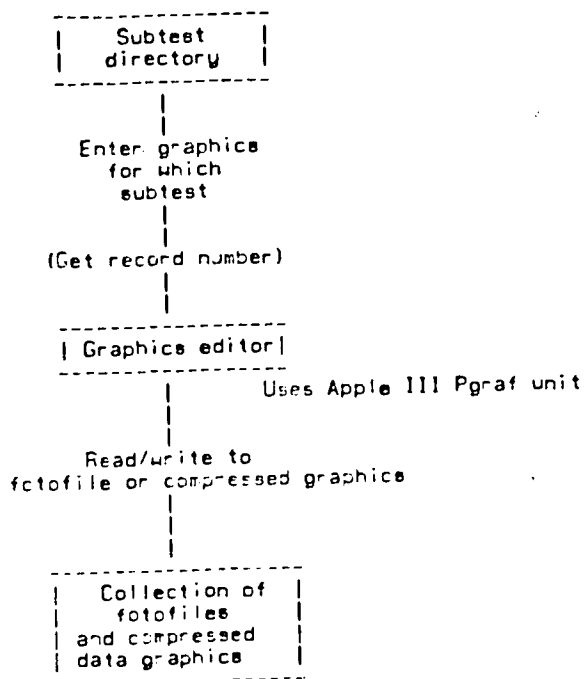 Subtest
directory
Enter graphics
for which
subtest
(Get record number)
Graphics editor
Uses Apple III Pgraf unit
Read/write to
fotofile or compressed graphics
Collection of
fotofiles
and compressed
data graphics